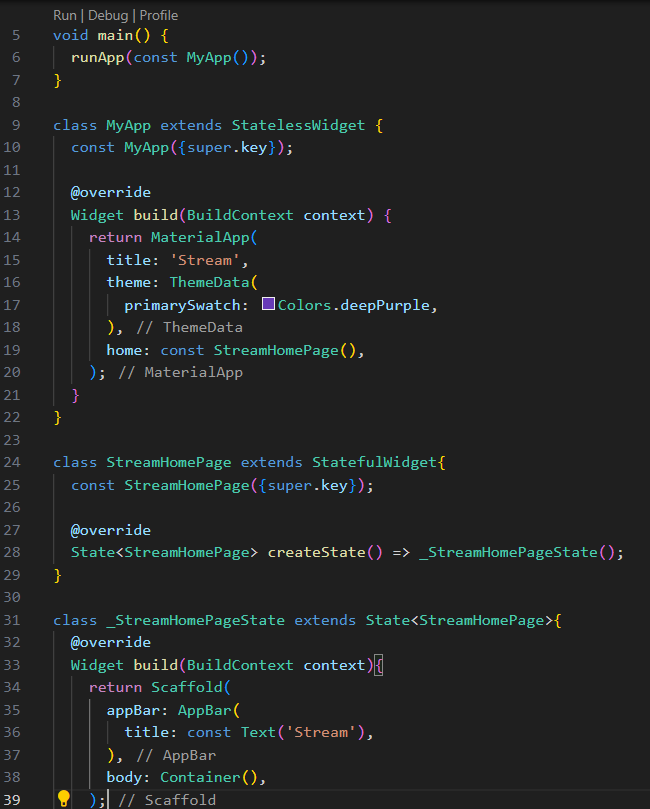 Run | Debug | Profile
5 void main() {
6   runApp(const MyApp());
7 }
8
9 class MyApp extends StatelessWidget {
10   const MyApp({super.key});
11
12   @override
13   Widget build(BuildContext context) {
14     return MaterialApp(
15       title: 'Stream',
16       theme: ThemeData(
17         primarySwatch: Colors.deepPurple,
18       ), // ThemeData
19       home: const StreamHomePage(),
20     ); // MaterialApp
21   }
22 }
23
24 class StreamHomePage extends StatefulWidget{
25   const StreamHomePage({super.key});
26
27   @override
28   State<StreamHomePage> createState() => _StreamHomePageState();
29 }
30
31 class _StreamHomePageState extends State<StreamHomePage>{
32   @override
33   Widget build(BuildContext context){
34     return Scaffold(
35       appBar: AppBar(
36         title: const Text('Stream'),
37       ), // AppBar
38       body: Container(),
39     ); // Scaffold